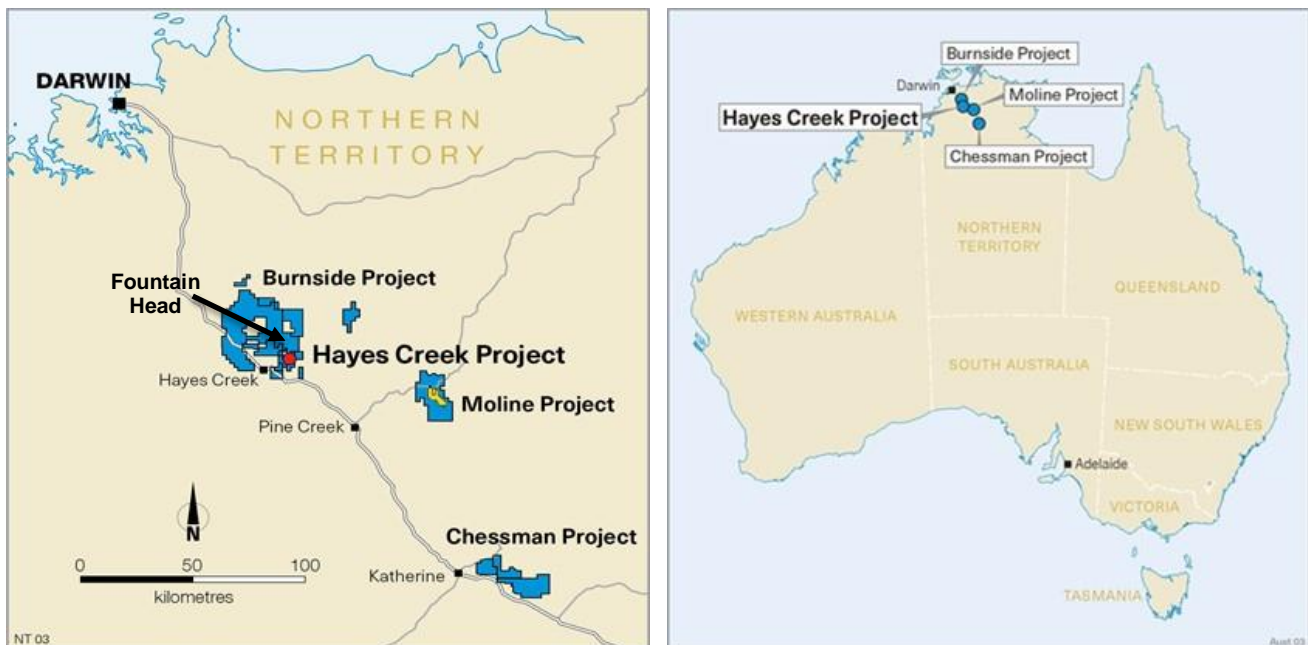 DARWIN
NORTHERN
TERRITORY
Fountain
Head
Burnside Project
Hayes Creek Project
Hayes Creek
Moline Project
Pine Creek
N
0 50 100
kilometres
Chessman Project
Katherine
NT 03
Burnside Project
Darwin
Moline Project
Hayes Creek Project
Chessman Project
NORTHERN
TERRITORY
QUEENSLAND
WESTERN AUSTRALIA
SOUTH AUSTRALIA
NEW SOUTH WALES
Adelaide
VICTORIA
TASMANIA
Aust 03